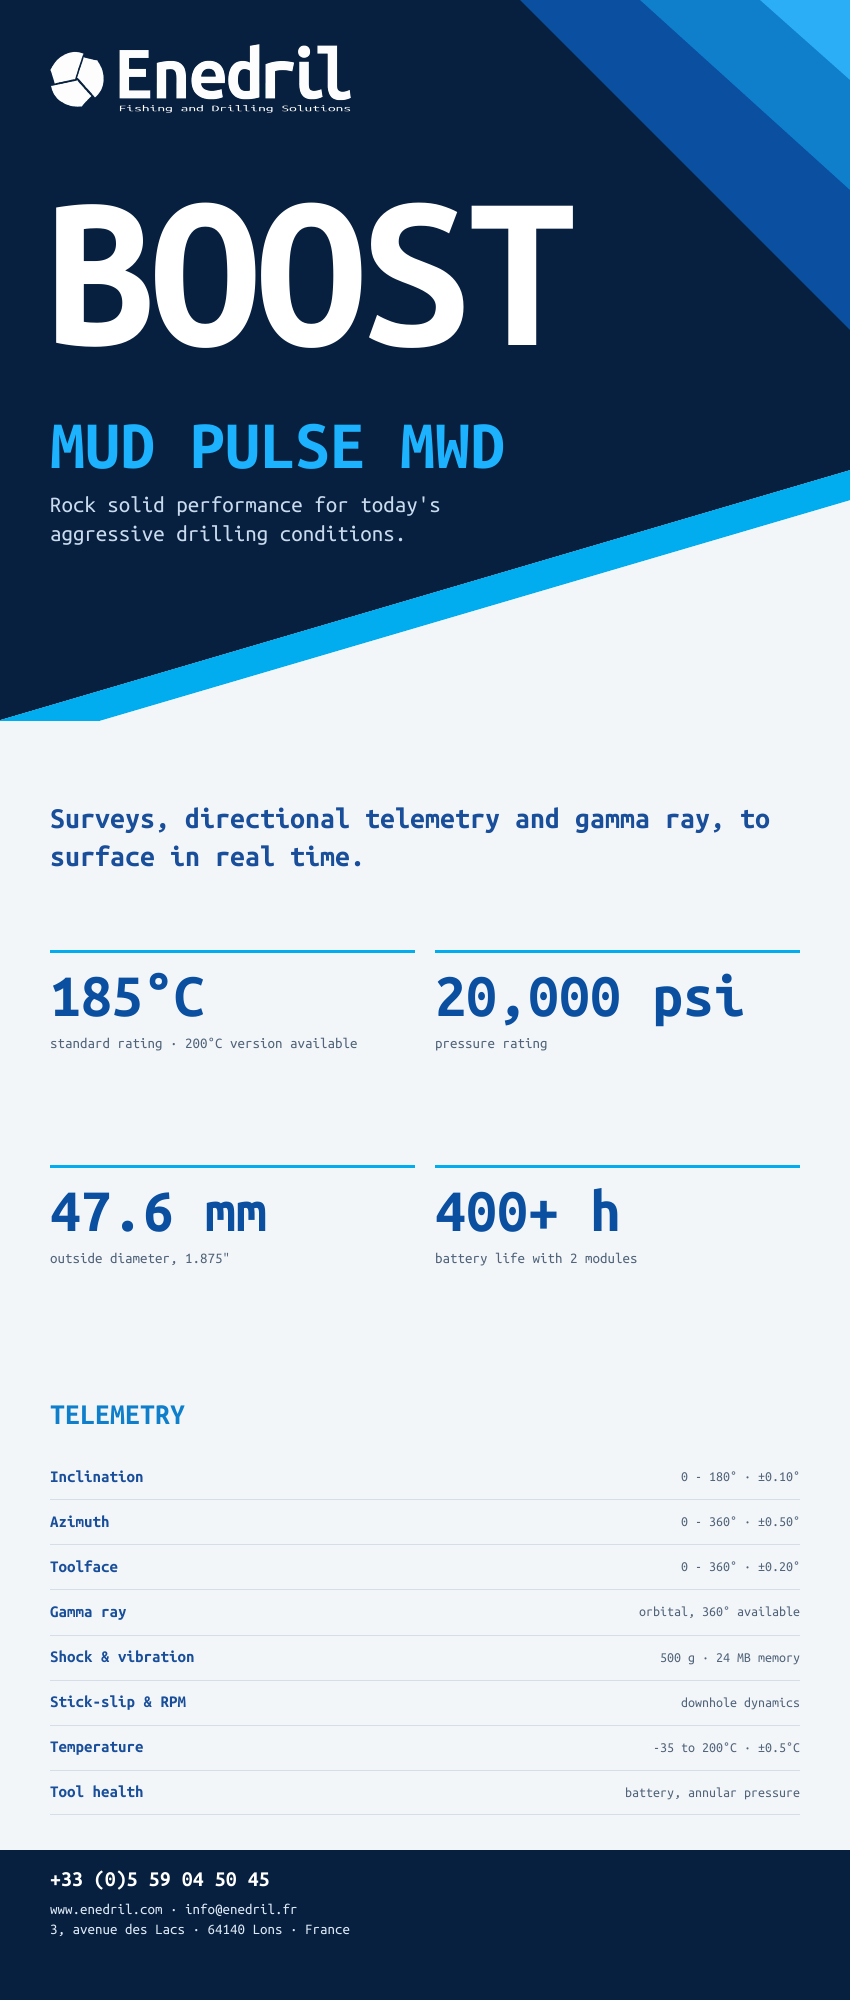 Enedril
Fishing and Drilling Solutions
BOOST
MUD PULSE MWD
Rock solid performance for today's
aggressive drilling conditions.
Surveys, directional telemetry and gamma ray, to
surface in real time.
185°C
standard rating · 200°C version available
20,000 psi
pressure rating
47.6 mm
outside diameter, 1.875"
400+ h
battery life with 2 modules
TELEMETRY
Inclination 0 - 180° · ±0.10°
Azimuth 0 - 360° · ±0.50°
Toolface 0 - 360° · ±0.20°
Gamma ray orbital, 360° available
Shock & vibration 500 g · 24 MB memory
Stick-slip & RPM downhole dynamics
Temperature -35 to 200°C · ±0.5°C
Tool health battery, annular pressure
+33 (0)5 59 04 50 45
www.enedril.com · info@enedril.fr
3, avenue des Lacs · 64140 Lons · France